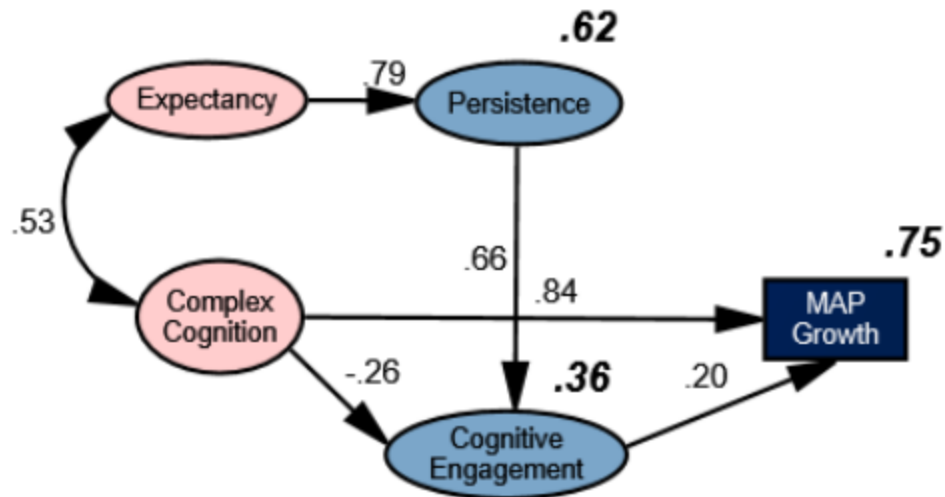 .62
Expectancy
.79
Persistence
.53
.66
.84
.75
Complex
Cognition
MAP
Growth
-.26
.36
.20
Cognitive
Engagement